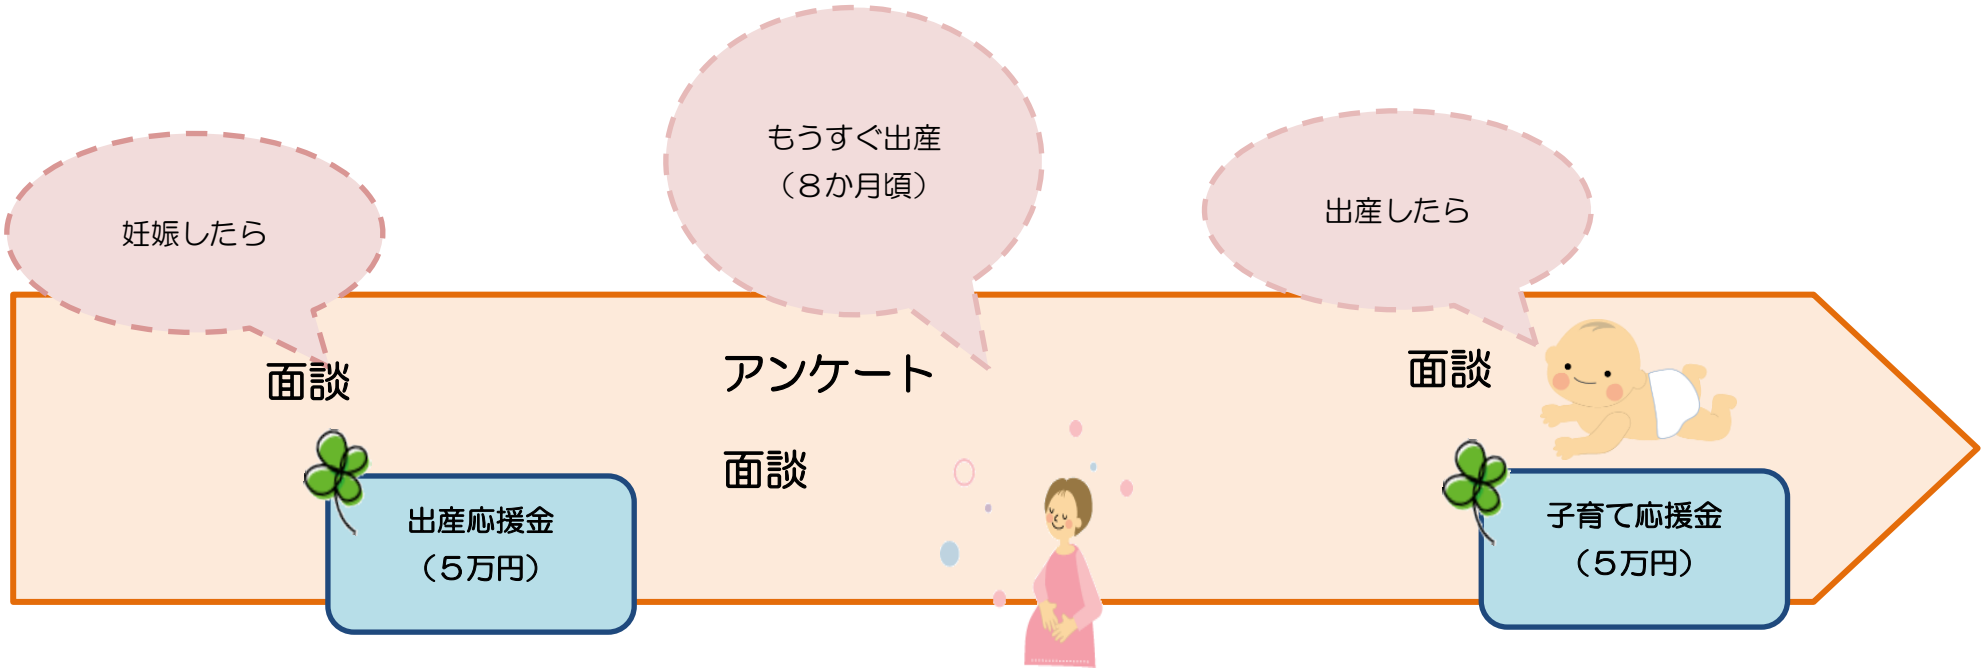 妊娠したら
もうすぐ出産
（８か月頃）
出産したら
面談
アンケート
面談
面談
出産応援金
（５万円）
子育て応援金
（５万円）